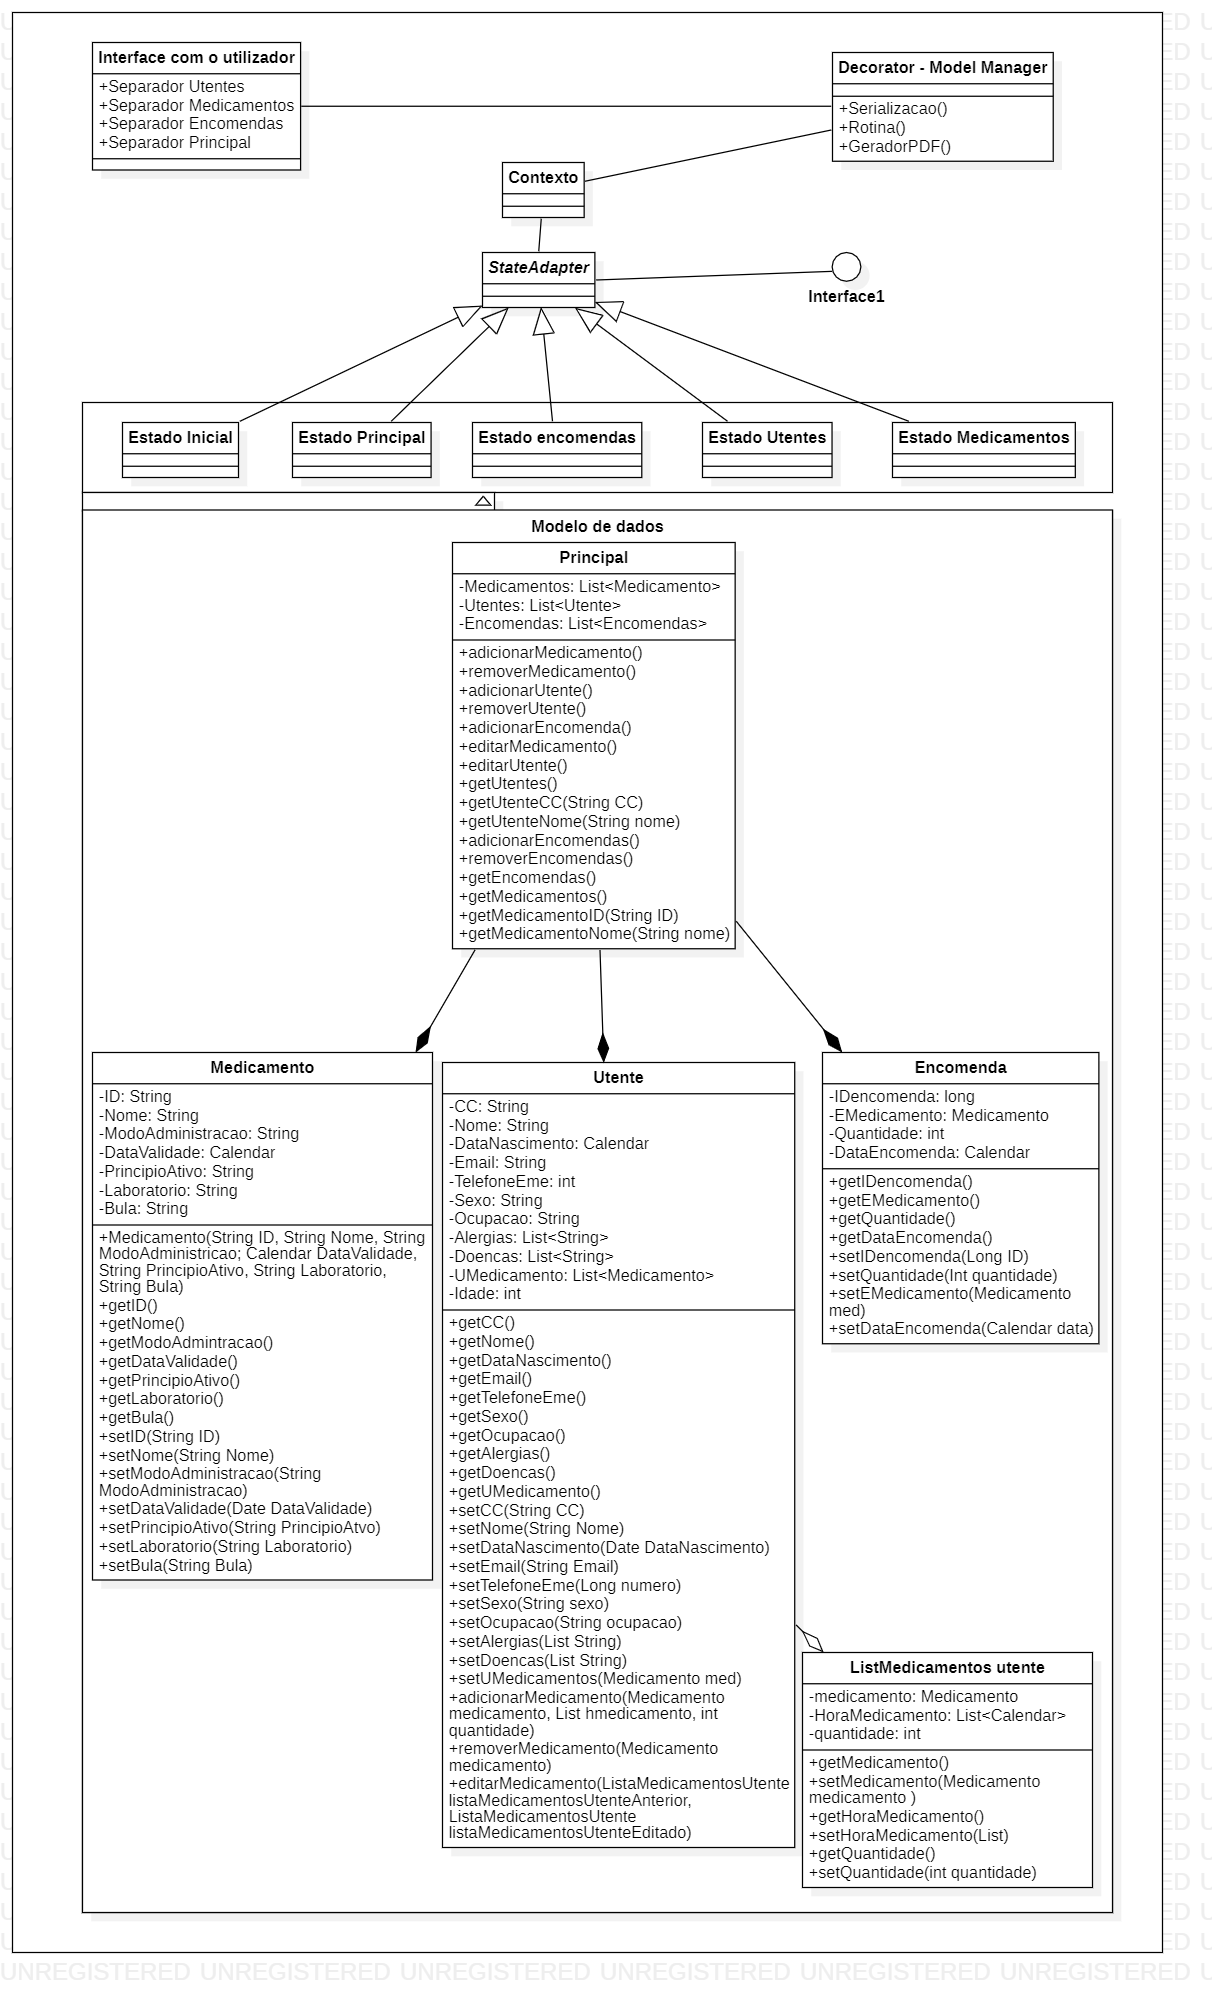 Interface com o utilizador
+Separador Utentes
+Separador Medicamentos
+Separador Encomendas
+Separador Principal
Decorator - Model Manager
+Serializacao()
+Rotina()
+GeradorPDF()
Contexto
StateAdapter
Interface1
Estado Inicial
Estado Principal
Estado encomendas
Estado Utentes
Estado Medicamentos
Modelo de dados
Principal
-Medicamentos: List<Medicamento>
-Utentes: List<Utente>
-Encomendas: List<Encomendas>
+adicionarMedicamento()
+removerMedicamento()
+adicionarUtente()
+removerUtente()
+adicionarEncomenda()
+editarMedicamento()
+editarUtente()
+getUtentes()
+getUtenteCC(String CC)
+getUtenteNome(String nome)
+adicionarEncomendas()
+removerEncomendas()
+getEncomendas()
+getMedicamentos()
+getMedicamentoID(String ID)
+getMedicamentoNome(String nome)
Medicamento
-ID: String
-Nome: String
-ModoAdministracao: String
-DataValidade: Calendar
-PrincipioAtivo: String
-Laboratorio: String
-Bula: String
+Medicamento(String ID, String Nome, String
ModoAdministricao; Calendar DataValidade,
String PrincipioAtivo, String Laboratorio,
String Bula)
+getID()
+getNome()
+getModoAdmintracao()
+getDataValidade()
+getPrincipioAtivo()
+getLaboratorio()
+getBula()
+setID(String ID)
+setNome(String Nome)
+setModoAdministracao(String
ModoAdministracao)
+setDataValidade(Date DataValidade)
+setPrincipioAtivo(String PrincipioAtvo)
+setLaboratorio(String Laboratorio)
+setBula(String Bula)
Utente
-CC: String
-Nome: String
-DataNascimento: Calendar
-Email: String
-TelefoneEme: int
-Sexo: String
-Ocupacao: String
-Alergias: List<String>
-Doencas: List<String>
-UMedicamento: List<Medicamento>
-Idade: int
+getCC()
+getNome()
+getDataNascimento()
+getEmail()
+getTelefoneEme()
+getSexo()
+getOcupacao()
+getAlergias()
+getDoencas()
+getUMedicamento()
+setCC(String CC)
+setNome(String Nome)
+setDataNascimento(Date DataNascimento)
+setEmail(String Email)
+setTelefoneEme(Long numero)
+setSexo(String sexo)
+setOcupacao(String ocupacao)
+setAlergias(List String)
+setDoencas(List String)
+setUMedicamentos(Medicamento med)
+adicionarMedicamento(Medicamento
medicamento, List hmedicamento, int
quantidade)
+removerMedicamento(Medicamento
medicamento)
+editarMedicamento(ListaMedicamentosUtente
listaMedicamentosUtenteAnterior,
ListaMedicamentosUtente
listaMedicamentosUtenteEditado)
Encomenda
-IDencomenda: long
-EMedicamento: Medicamento
-Quantidade: int
-DataEncomenda: Calendar
+getIDencomenda()
+getEMedicamento()
+getQuantidade()
+getDataEncomenda()
+setIDencomenda(Long ID)
+setQuantidade(Int quantidade)
+setEMedicamento(Medicamento
med)
+setDataEncomenda(Calendar data)
ListMedicamentos utente
-medicamento: Medicamento
-HoraMedicamento: List<Calendar>
-quantidade: int
+getMedicamento()
+setMedicamento(Medicamento
medicamento )
+getHoraMedicamento()
+setHoraMedicamento(List)
+getQuantidade()
+setQuantidade(int quantidade)
UNREGISTERED UNREGISTERED UNREGISTERED UNREGISTERED UNREGISTERED UNREGISTERED U